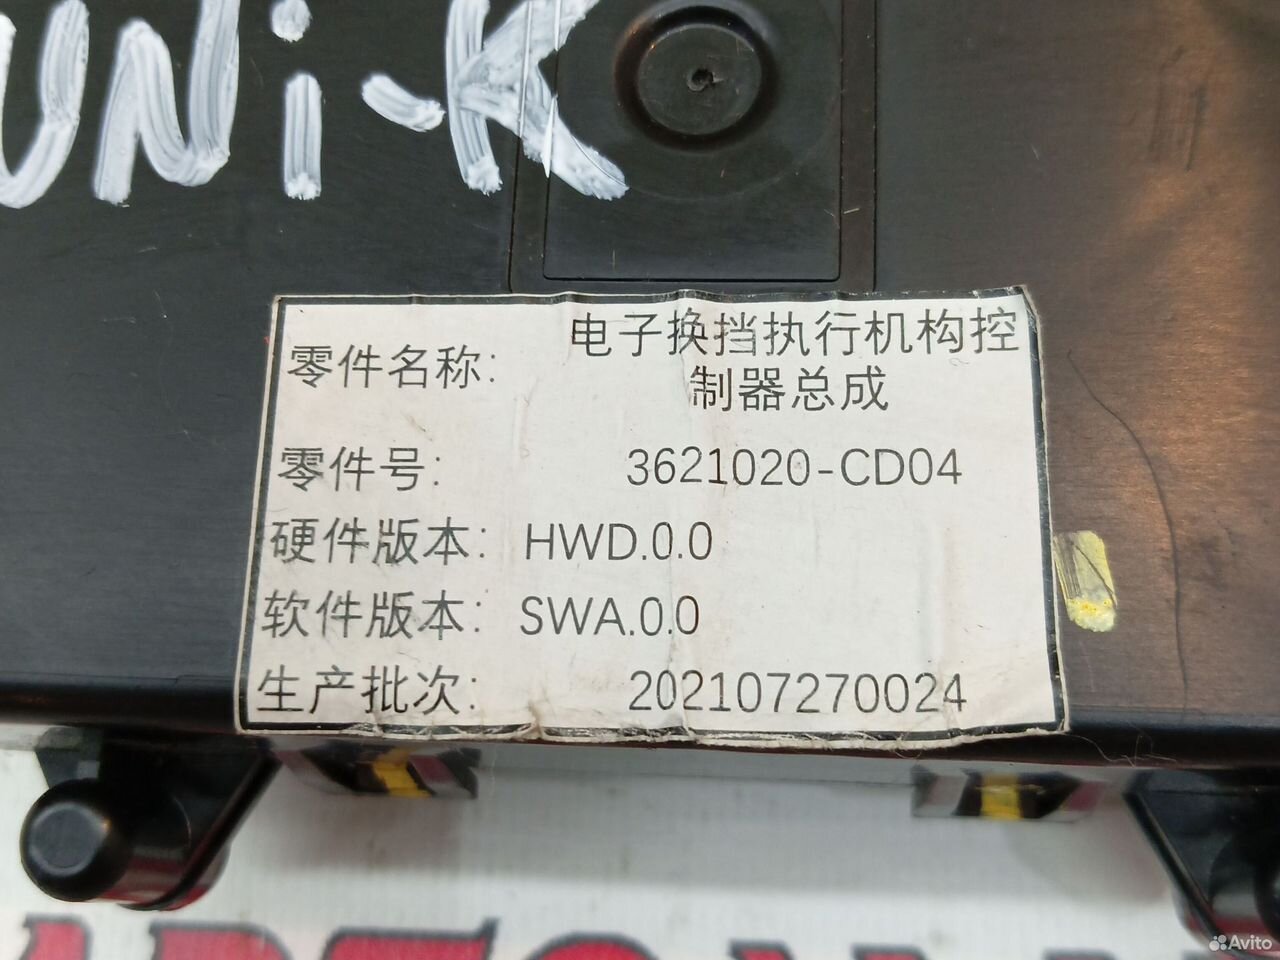 UNi-K
零件名称: 电子换挡执行机构控
制器总成
零件号: 3621020-CD04
硬件版本: HWD.0.0
软件版本: SWA.0.0
生产批次: 202107270024
Avito